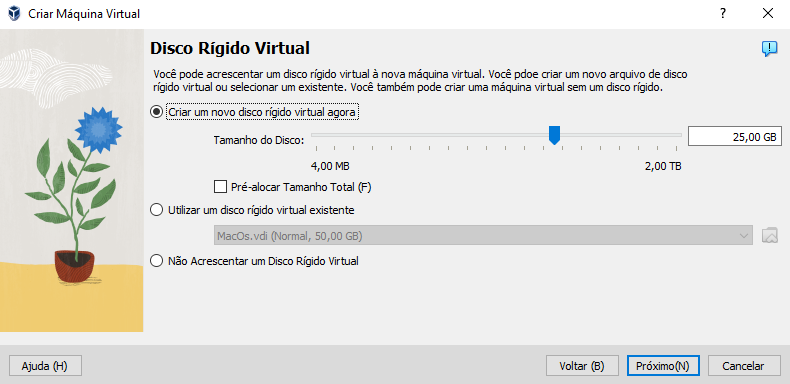 Criar Máquina Virtual
Disco Rígido Virtual
Você pode acrescentar um disco rígido virtual à nova máquina virtual. Você pdoe criar um novo arquivo de disco
rígido virtual ou selecionar um existente. Você também pode criar uma máquina virtual sem um disco rígido.
Criar um novo disco rígido virtual agora
Tamanho do Disco:
25,00 GB
4,00 MB
2,00 TB
Pré-alocar Tamanho Total (F)
Utilizar um disco rígido virtual existente
MacOs.vdi (Normal, 50,00 GB)
Não Acrescentar um Disco Rígido Virtual
Ajuda (H)
Voltar (B)
Próximo(N)
Cancelar